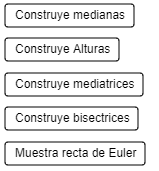 Construye medianas
Construye Alturas
Construye mediatrices
Construye bisectrices
Muestra recta de Euler